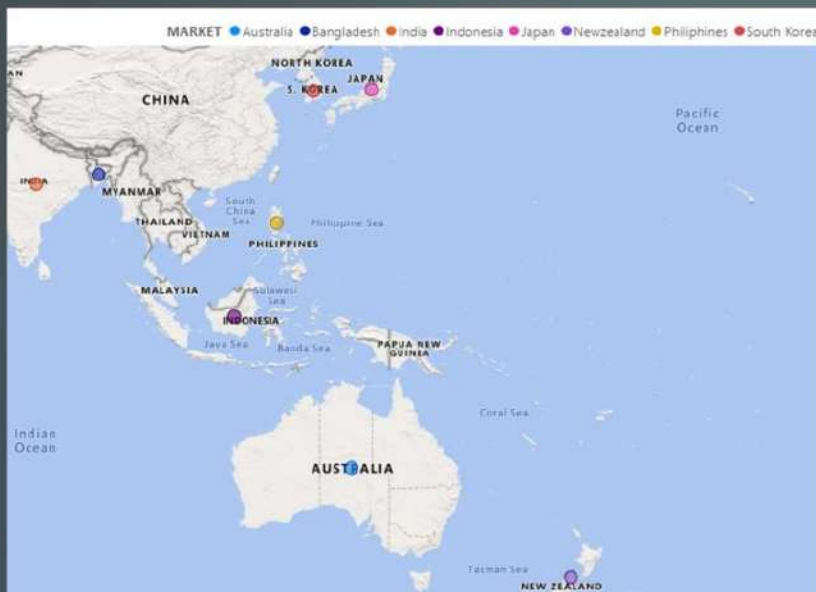 MARKET Australia Bangladesh India Indonesia Japan Newzealand Philiphines South Korea
NORTH KOREA
JAPAN
S. KOREA
CHINA
Pacific
Ocean
INDIA
MYANMAR
South
China
Sea
THAILAND
VIETNAM
Philippine Sea
PHILIPPINES
MALAYSIA
Sulawesi
Sea
INDONESIA
Java Sea
Banda Sea
PAPUA NEW
GUINEA
Coral Sea
Indian
Ocean
AUSTRALIA
Tasman Sea
NEW ZEALAND